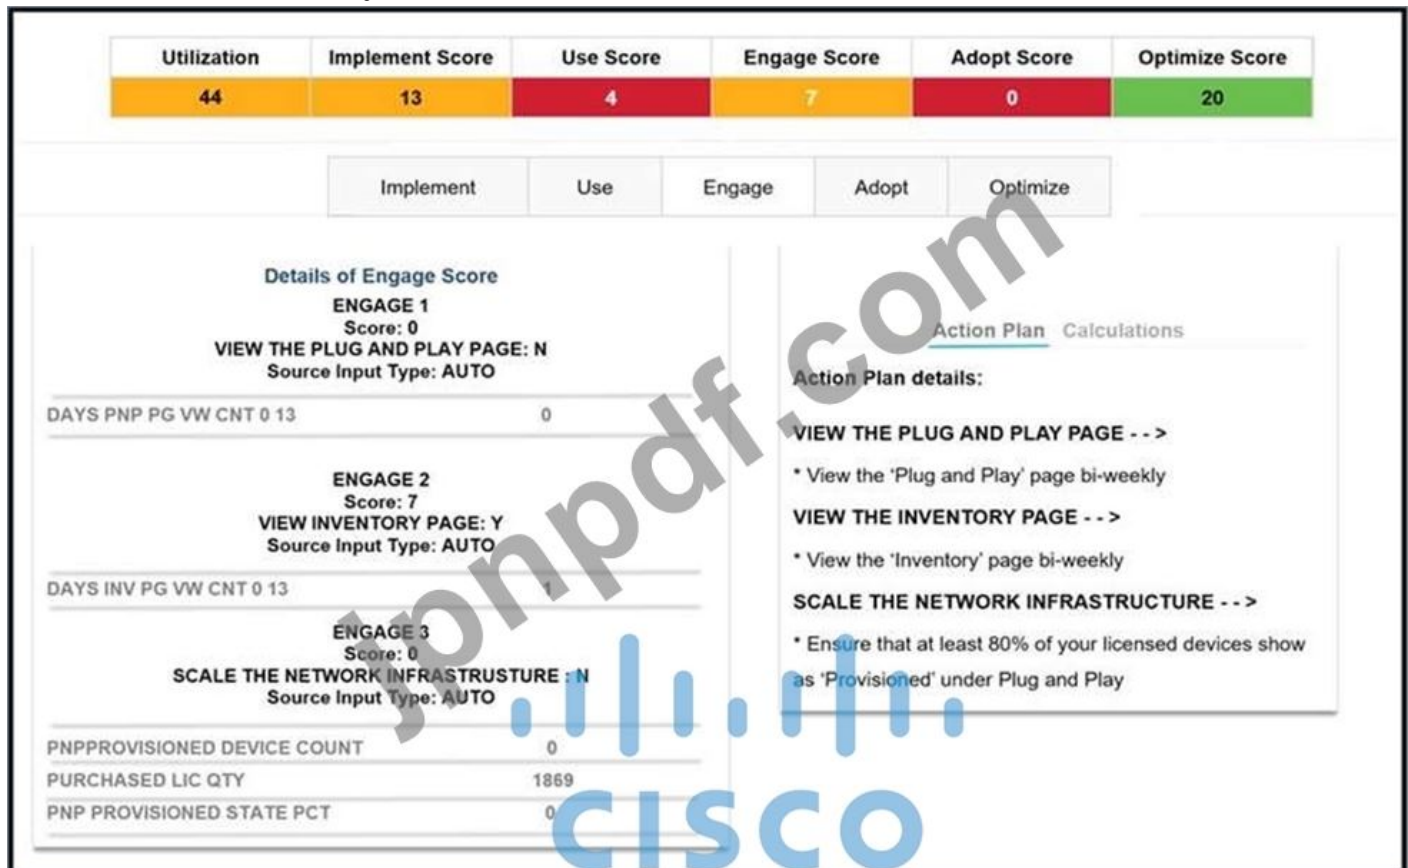 Utilization Implement Score Use Score Engage Score Adopt Score Optimize Score
44 13 4 7 0 20
Implement Use Engage Adopt Optimize
Details of Engage Score
ENGAGE 1
Score: 0
VIEW THE PLUG AND PLAY PAGE: N
Source Input Type: AUTO
DAYS PNP PG VW CNT 0 13 0
ENGAGE 2
Score: 7
VIEW INVENTORY PAGE: Y
Source Input Type: AUTO
DAYS INV PG VW CNT 0 13 1
ENGAGE 3
Score: 0
SCALE THE NETWORK INFRASTRUSTURE : N
Source Input Type: AUTO
PNPPROVISIONED DEVICE COUNT 0
PURCHASED LIC QTY 1869
PNP PROVISIONED STATE PCT 0
Action Plan Calculations
Action Plan details:
VIEW THE PLUG AND PLAY PAGE - - >
* View the 'Plug and Play' page bi-weekly
VIEW THE INVENTORY PAGE - - >
* View the 'Inventory' page bi-weekly
SCALE THE NETWORK INFRASTRUCTURE - - >
* Ensure that at least 80% of your licensed devices show
as 'Provisioned' under Plug and Play
jpnpdf.com
CISCO